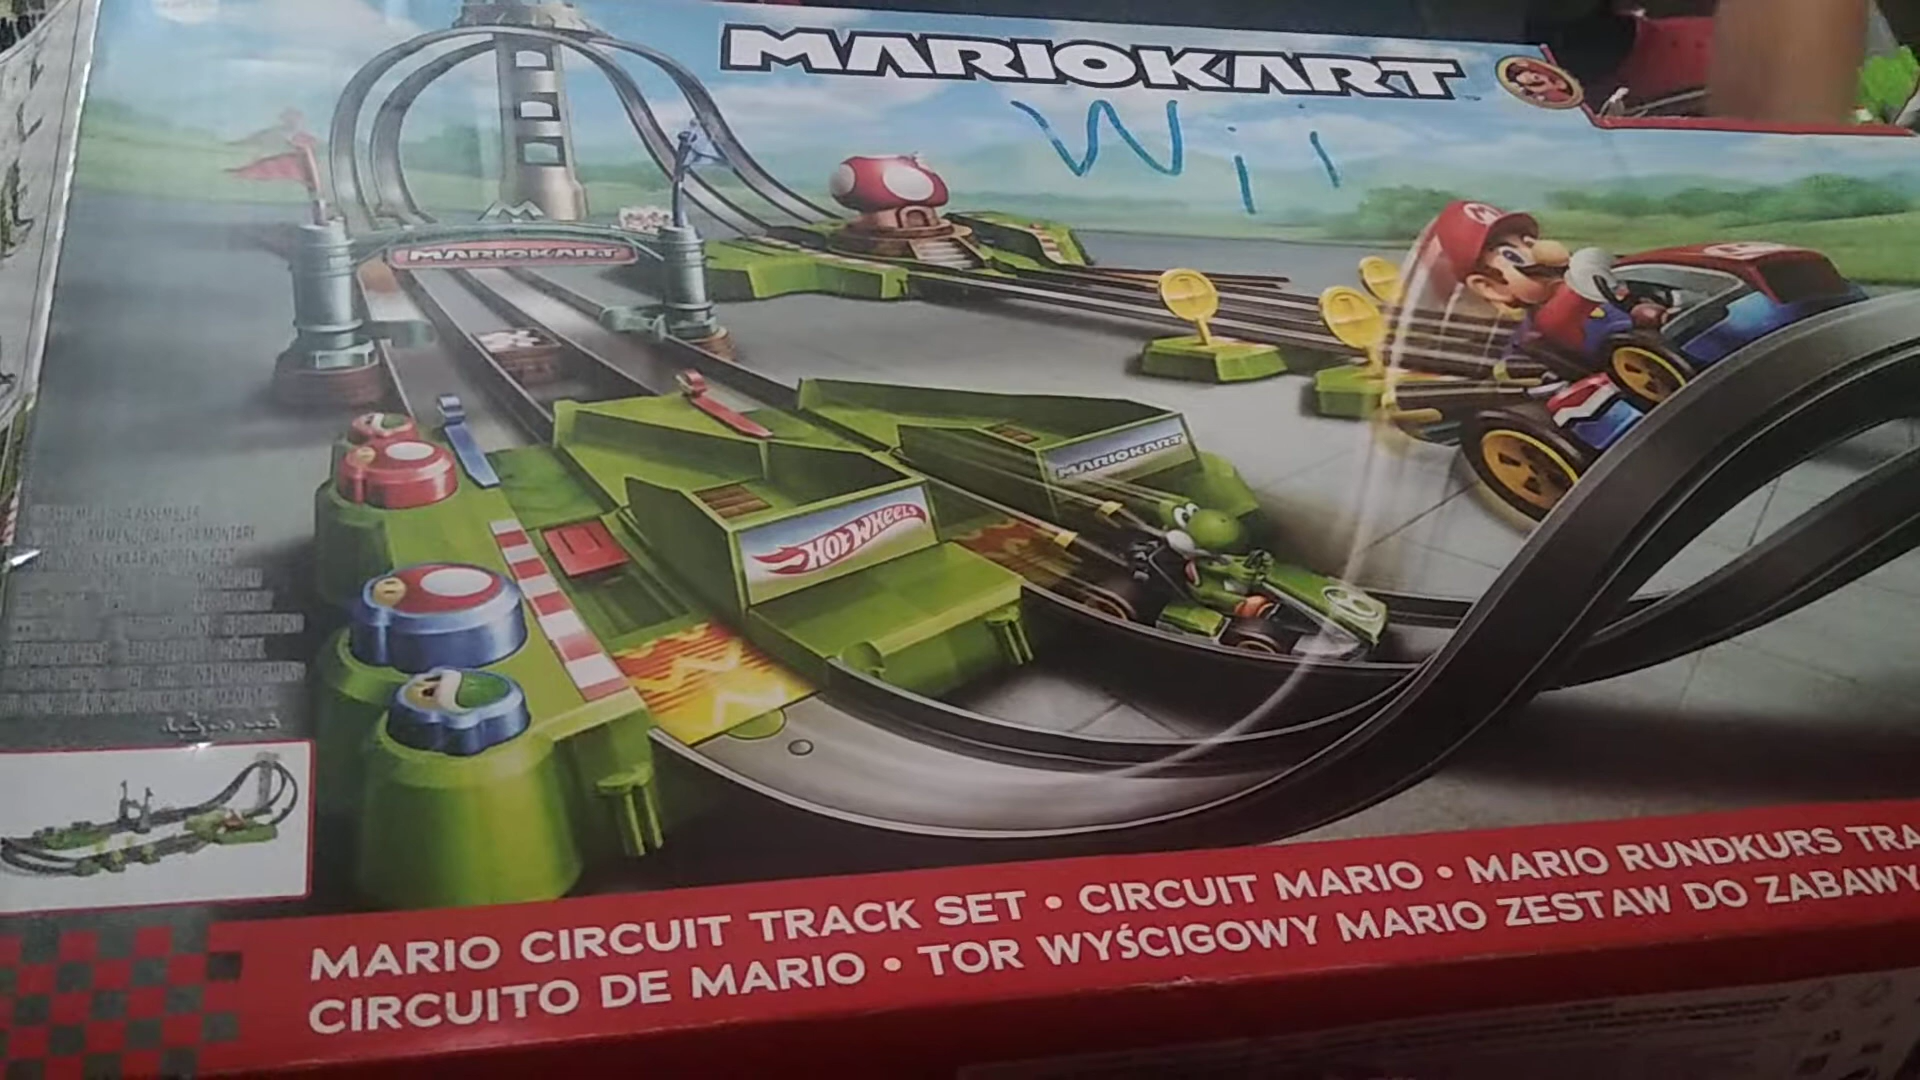 MARIOKART
Wii
MARIOKART
MARIOKART
HOT WHEELS
MARIO CIRCUIT TRACK SET • CIRCUIT MARIO • MARIO RUNDKURS
CIRCUITO DE MARIO • TOR WYŚCIGOWY MARIO ZESTAW DO ZABAWY